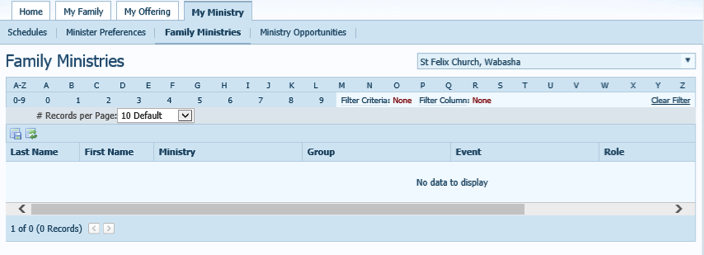 Home My Family My Offering My Ministry
Schedules Minister Preferences Family Ministries Ministry Opportunities
Family Ministries St Felix Church, Wabasha
A-Z A B C D E F G H I J K L M N O P Q R S T U V W X Y Z
0-9 0 1 2 3 4 5 6 7 8 9 Filter Criteria: None Filter Column: None Clear Filter
# Records per Page: 10 Default
Last Name First Name Ministry Group Event Role
No data to display
1 of 0 (0 Records)